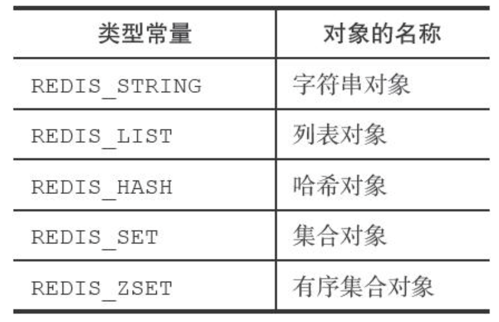 类型常量 对象的名称
REDIS_STRING 字符串对象
REDIS_LIST 列表对象
REDIS_HASH 哈希对象
REDIS_SET 集合对象
REDIS_ZSET 有序集合对象